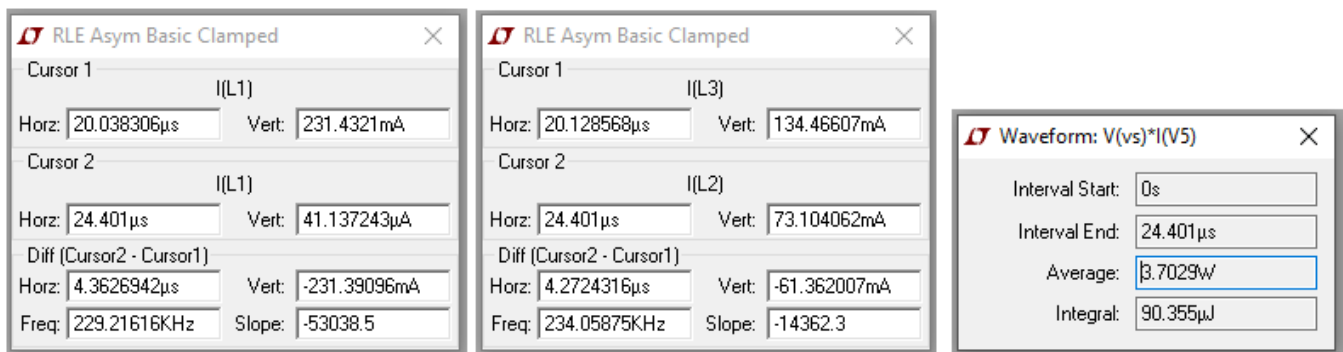 RLE Asym Basic Clamped
Cursor 1
I(L1)
Horz: 20.038306µs Vert: 231.4321mA
Cursor 2
I(L1)
Horz: 24.401µs Vert: 41.137243µA
Diff (Cursor2 - Cursor1)
Horz: 4.3626942µs Vert: -231.39096mA
Freq: 229.21616KHz Slope: -53038.5
RLE Asym Basic Clamped
Cursor 1
I(L3)
Horz: 20.128568µs Vert: 134.46607mA
Cursor 2
I(L2)
Horz: 24.401µs Vert: 73.104062mA
Diff (Cursor2 - Cursor1)
Horz: 4.2724316µs Vert: -61.362007mA
Freq: 234.05875KHz Slope: -14362.3
Waveform: V(vs)*I(V5)
Interval Start: 0s
Interval End: 24.401µs
Average: 3.7029W
Integral: 90.355µJ